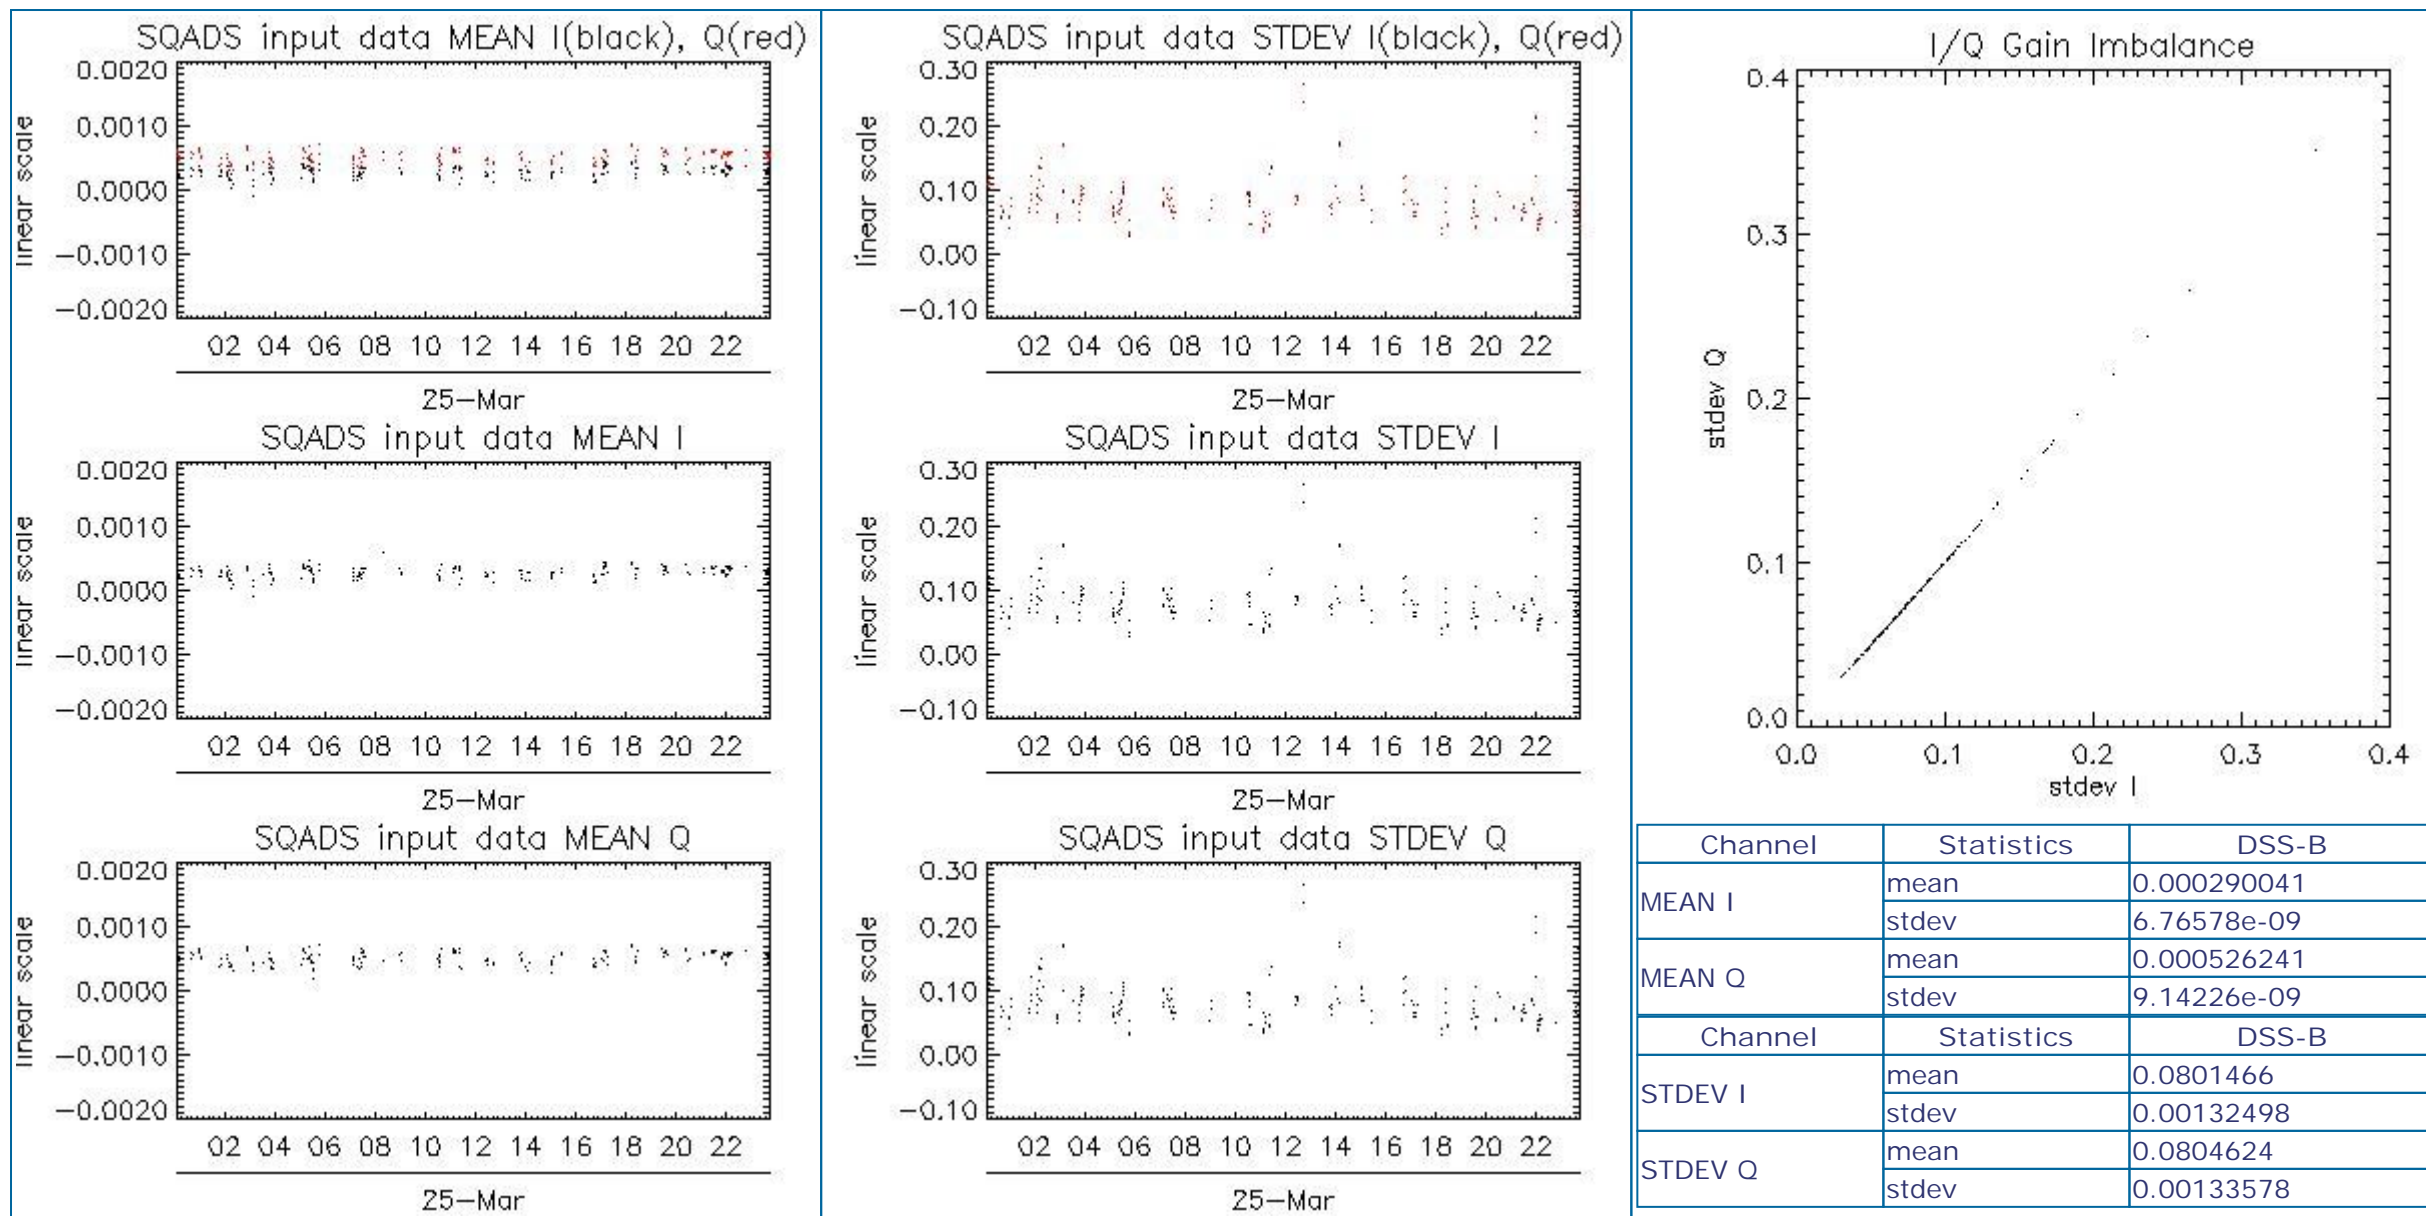 SQADS input data MEAN I(black), Q(red)
linear scale
0.0020
0.0010
0.0000
−0.0010
−0.0020
02 04 06 08 10 12 14 16 18 20 22
25−Mar
SQADS input data MEAN I
linear scale
0.0020
0.0010
0.0000
−0.0010
−0.0020
02 04 06 08 10 12 14 16 18 20 22
25−Mar
SQADS input data MEAN Q
linear scale
0.0020
0.0010
0.0000
−0.0010
−0.0020
02 04 06 08 10 12 14 16 18 20 22
25−Mar
SQADS input data STDEV I(black), Q(red)
linear scale
0.30
0.20
0.10
0.00
−0.10
02 04 06 08 10 12 14 16 18 20 22
25−Mar
SQADS input data STDEV I
linear scale
0.30
0.20
0.10
0.00
−0.10
02 04 06 08 10 12 14 16 18 20 22
25−Mar
SQADS input data STDEV Q
linear scale
0.30
0.20
0.10
0.00
−0.10
02 04 06 08 10 12 14 16 18 20 22
25−Mar
I/Q Gain Imbalance
stdev Q
0.4
0.3
0.2
0.1
0.0
0.0 0.1 0.2 0.3 0.4
stdev I
Channel Statistics DSS-B
MEAN I mean 0.000290041
stdev 6.76578e-09
MEAN Q mean 0.000526241
stdev 9.14226e-09
Channel Statistics DSS-B
STDEV I mean 0.0801466
stdev 0.00132498
STDEV Q mean 0.0804624
stdev 0.00133578